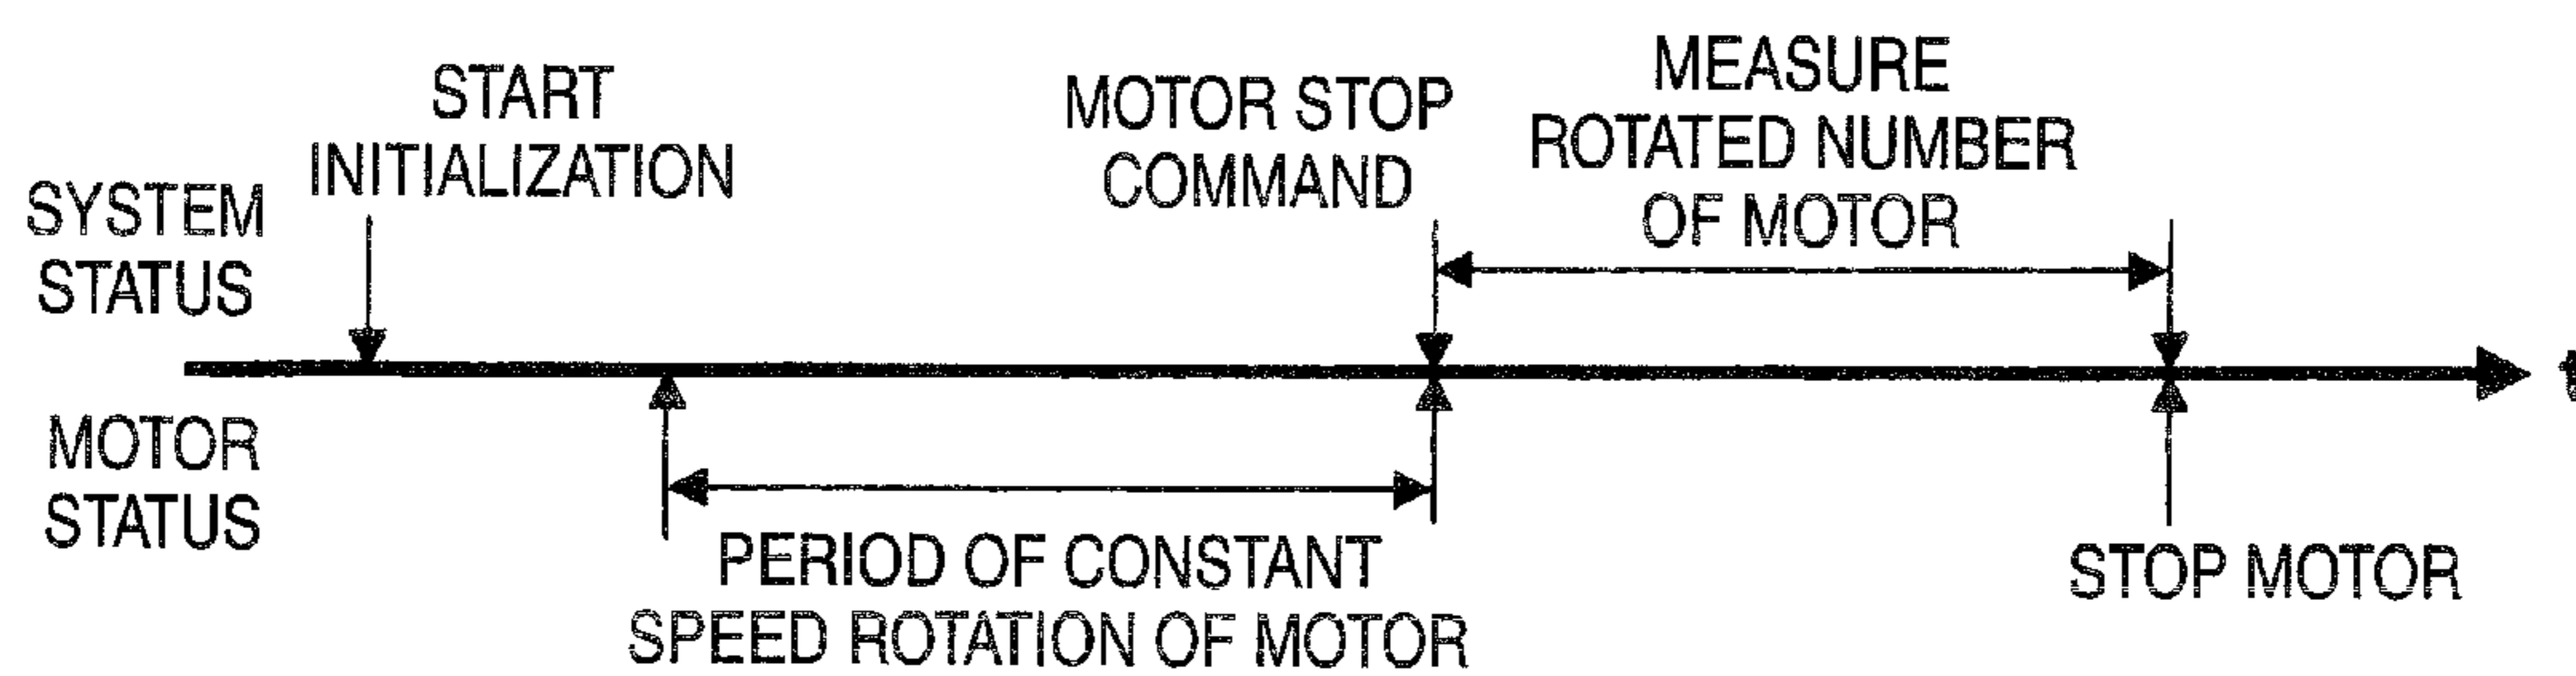 START
INITIALIZATION
MOTOR STOP
COMMAND
MEASURE
ROTATED NUMBER
OF MOTOR
SYSTEM
STATUS
t
MOTOR
STATUS
PERIOD OF CONSTANT
SPEED ROTATION OF MOTOR
STOP MOTOR